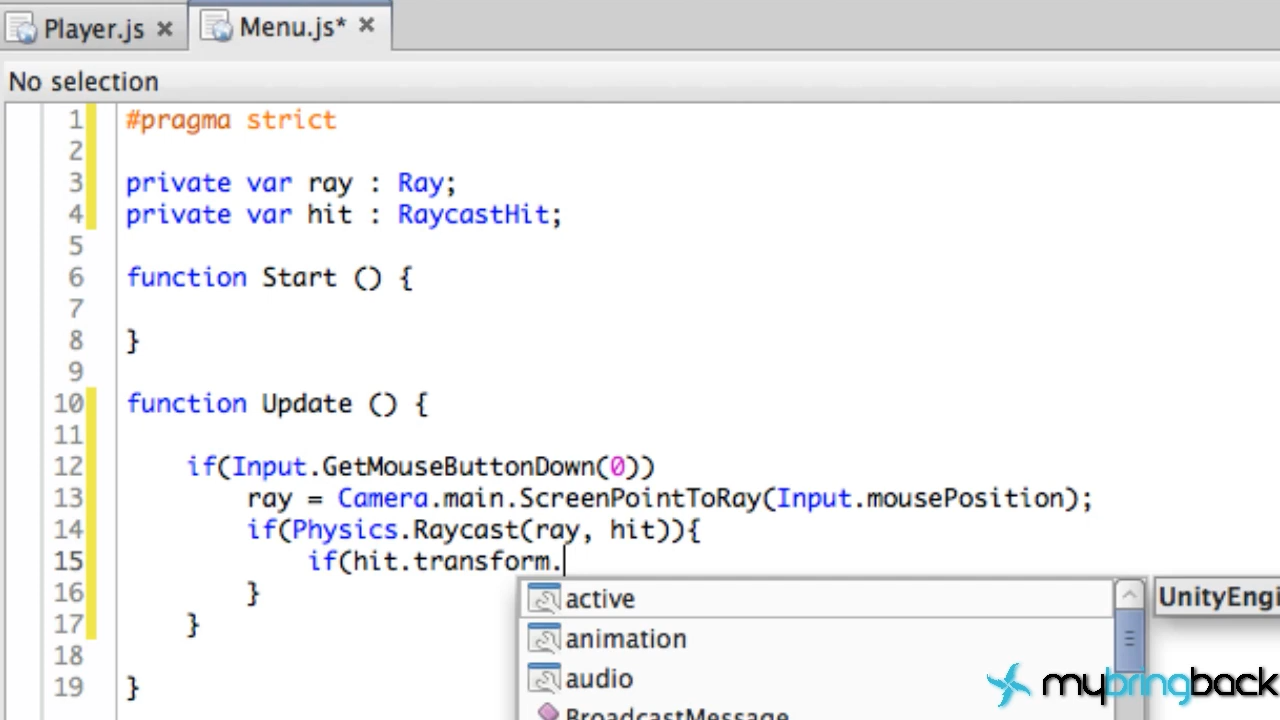 Player.js × Menu.js* ×
No selection
1 #pragma strict
2
3 private var ray : Ray;
4 private var hit : RaycastHit;
5
6 function Start () {
7
8 }
9
10 function Update () {
11
12 if(Input.GetMouseButtonDown(0))
13 ray = Camera.main.ScreenPointToRay(Input.mousePosition);
14 if(Physics.Raycast(ray, hit)){
15 if(hit.transform.
16 }
17 }
18
19 }
active
UnityEngi
animation
audio
BroadcastMessage
mybringback